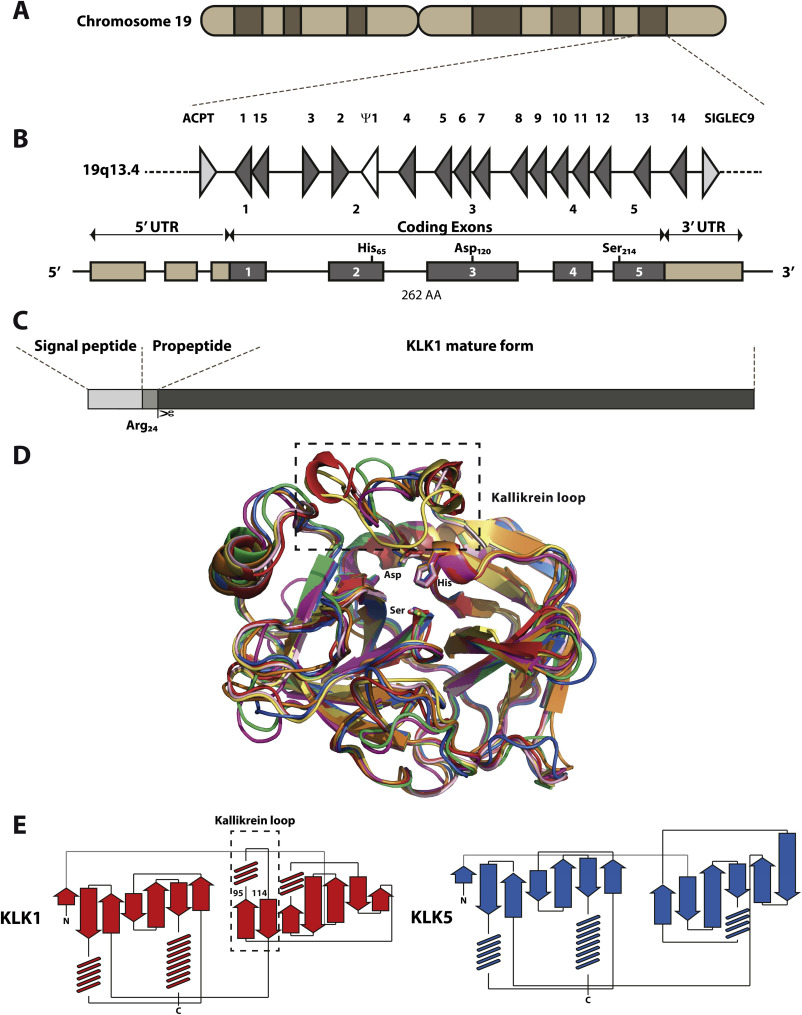 A
Chromosome 19
B
ACPT 1 15 3 2 Ψ1 4 5 6 7 8 9 10 11 12 13 14 SIGLEC9
19q13.4
1 2 3 4 5
5’ UTR Coding Exons 3’ UTR
His65 Asp120 Ser214
5’ 1 2 3 4 5 3’
262 AA
C
Signal peptide Propeptide KLK1 mature form
Arg24
D
Kallikrein loop
Asp His
Ser
E
Kallikrein loop
95 114
KLK1 N KLK5 N
C C